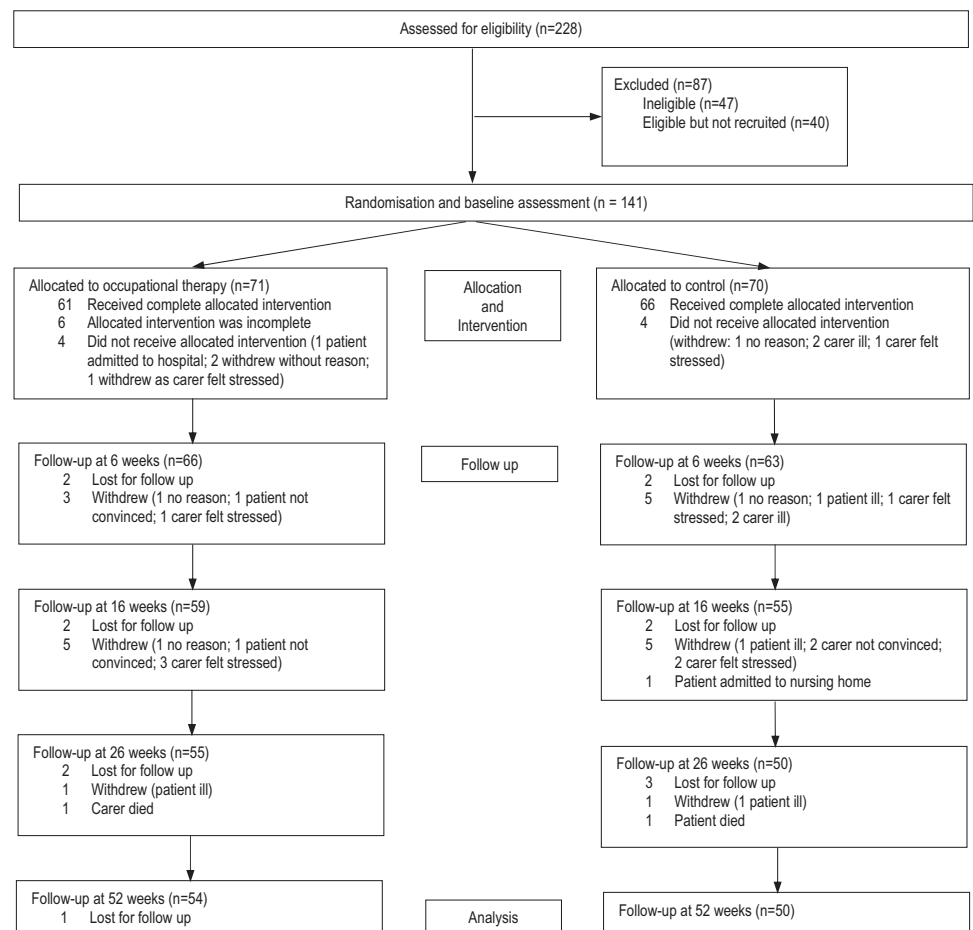 Assessed for eligibility (n=228)
Excluded (n=87)
Ineligible (n=47)
Eligible but not recruited (n=40)
Randomisation and baseline assessment (n = 141)
Allocated to occupational therapy (n=71)
61 Received complete allocated intervention
6 Allocated intervention was incomplete
4 Did not receive allocated intervention (1 patient
admitted to hospital; 2 withdrew without reason;
1 withdrew as carer felt stressed)
Allocation
and
Intervention
Allocated to control (n=70)
66 Received complete allocated intervention
4 Did not receive allocated intervention
(withdrew: 1 no reason; 2 carer ill; 1 carer felt
stressed)
Follow-up at 6 weeks (n=66)
2 Lost for follow up
3 Withdrew (1 no reason; 1 patient not
convinced; 1 carer felt stressed)
Follow up
Follow-up at 6 weeks (n=63)
2 Lost for follow up
5 Withdrew (1 no reason; 1 patient ill; 1 carer felt
stressed; 2 carer ill)
Follow-up at 16 weeks (n=59)
2 Lost for follow up
5 Withdrew (1 no reason; 1 patient not
convinced; 3 carer felt stressed)
Follow-up at 16 weeks (n=55)
2 Lost for follow up
5 Withdrew (1 patient ill; 2 carer not convinced;
2 carer felt stressed)
1 Patient admitted to nursing home
Follow-up at 26 weeks (n=55)
2 Lost for follow up
1 Withdrew (patient ill)
1 Carer died
Follow-up at 26 weeks (n=50)
3 Lost for follow up
1 Withdrew (1 patient ill)
1 Patient died
Follow-up at 52 weeks (n=54)
1 Lost for follow up
Analysis
Follow-up at 52 weeks (n=50)